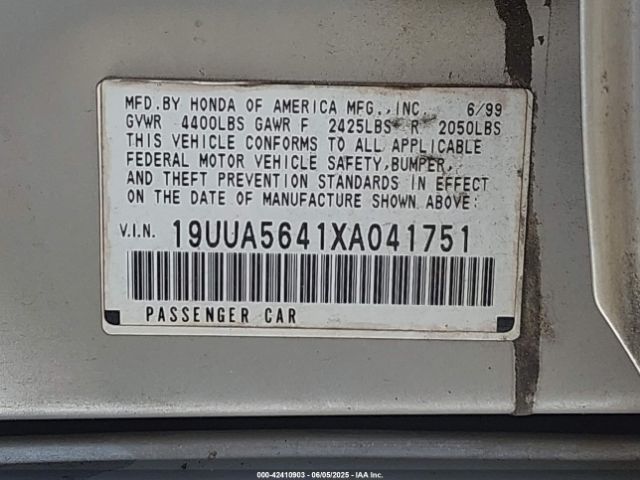 MFD.BY HONDA OF AMERICA MFG.,INC. 6/99
GVWR 4400LBS GAWR F 2425LBS R 2050LBS
THIS VEHICLE CONFORMS TO ALL APPLICABLE
FEDERAL MOTOR VEHICLE SAFETY,BUMPER,
AND THEFT PREVENTION STANDARDS IN EFFECT
ON THE DATE OF MANUFACTURE SHOWN ABOVE:
V.I.N. 19UUA5641XA041751
PASSENGER CAR
000-42410903 - 06/05/2025 - IAA Inc.